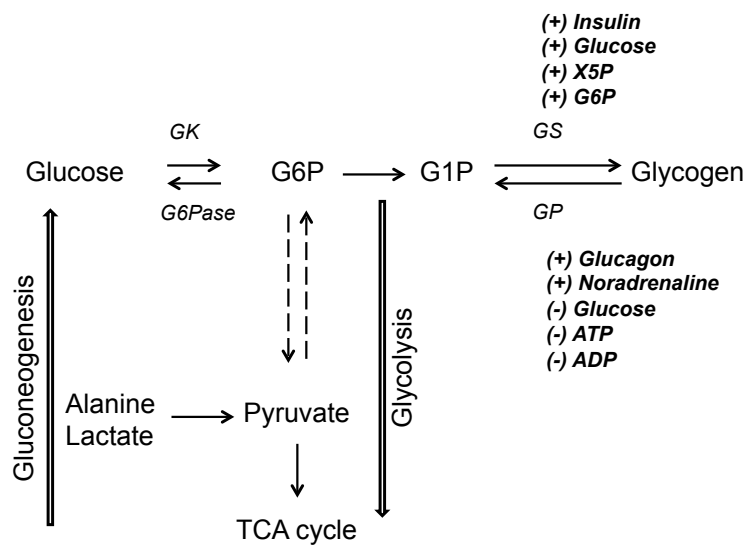 (+) Insulin
(+) Glucose
(+) X5P
(+) G6P
GK
GS
Glucose
G6P
G1P
Glycogen
G6Pase
GP
(+) Glucagon
(+) Noradrenaline
(-) Glucose
(-) ATP
(-) ADP
Gluconeogenesis
Glycolysis
Alanine
Lactate
Pyruvate
TCA cycle